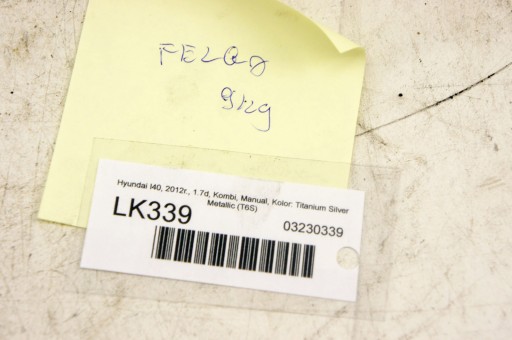 FELGA
9kg
Hyundai I40, 2012r., 1.7d, Kombi, Manual, Kolor: Titanium Silver
Metallic (T6S)
LK339
03230339